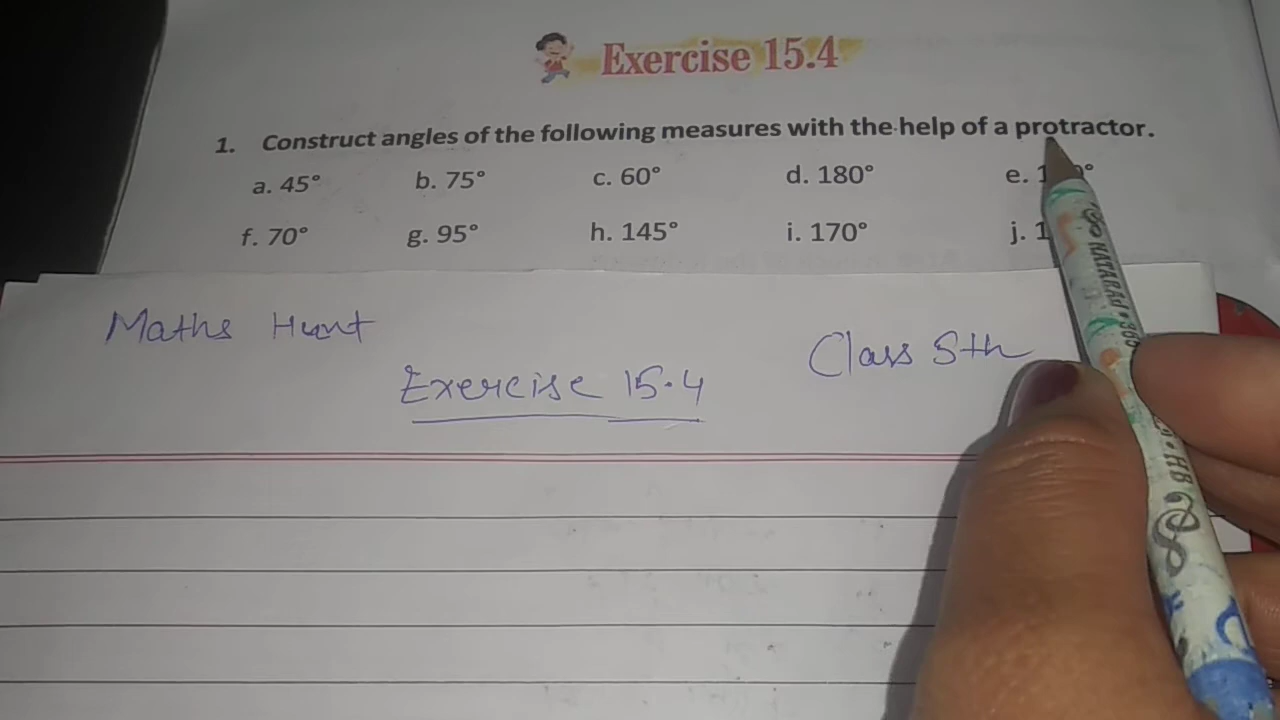 Exercise 15.4
1. Construct angles of the following measures with the help of a protractor.
a. 45° b. 75° c. 60° d. 180° e.
f. 70° g. 95° h. 145° i. 170° j.
Maths Hunt
Class 5th
Exercise 15.4
NATARAJ
HB